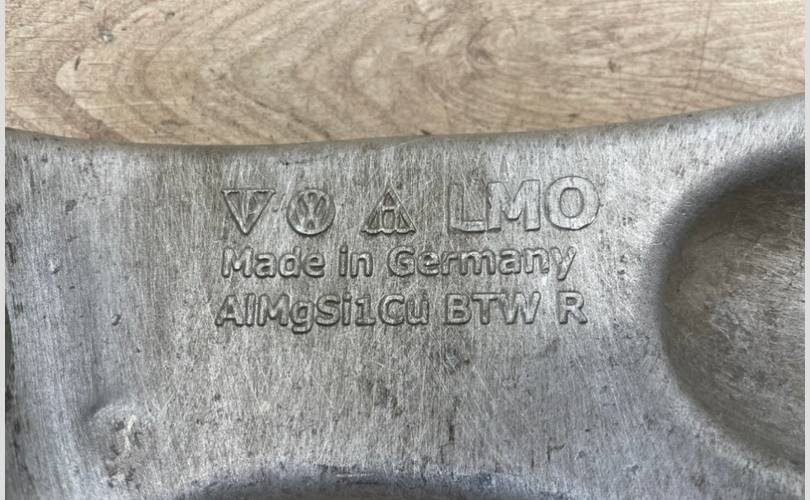 LMO
Made in Germany
AlMgSi1Cu BTW R